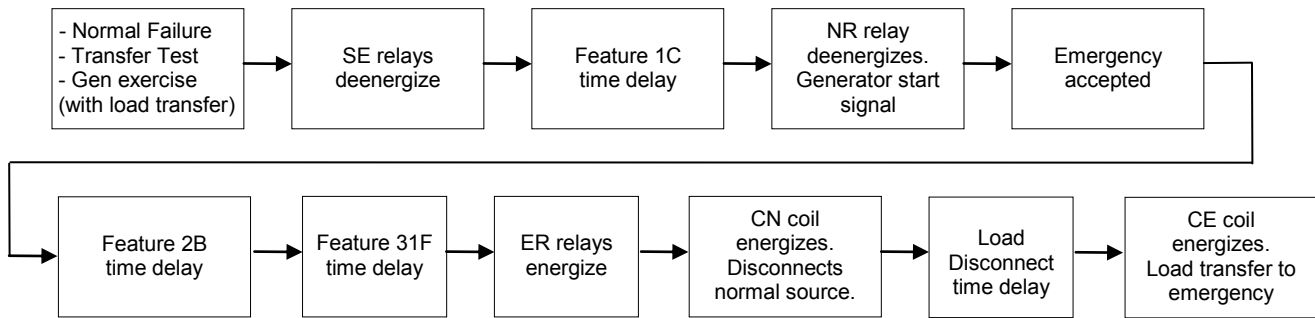 - Normal Failure
- Transfer Test
- Gen exercise
(with load transfer)
SE relays
deenergize
Feature 1C
time delay
NR relay
deenergizes.
Generator start
signal
Emergency
accepted
Feature 2B
time delay
Feature 31F
time delay
ER relays
energize
CN coil
energizes.
Disconnects
normal source.
Load
Disconnect
time delay
CE coil
energizes.
Load transfer to
emergency